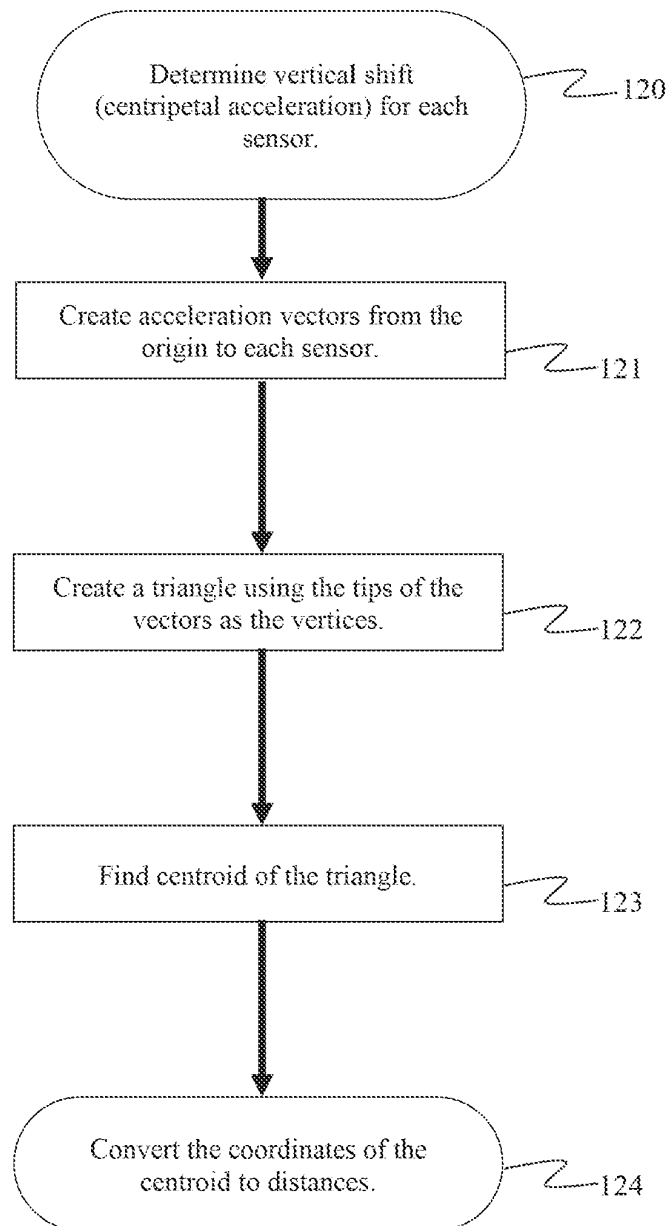 Determine vertical shift
(centripetal acceleration) for each
sensor.
120
Create acceleration vectors from the
origin to each sensor.
121
Create a triangle using the tips of the
vectors as the vertices.
122
Find centroid of the triangle.
123
Convert the coordinates of the
centroid to distances.
124